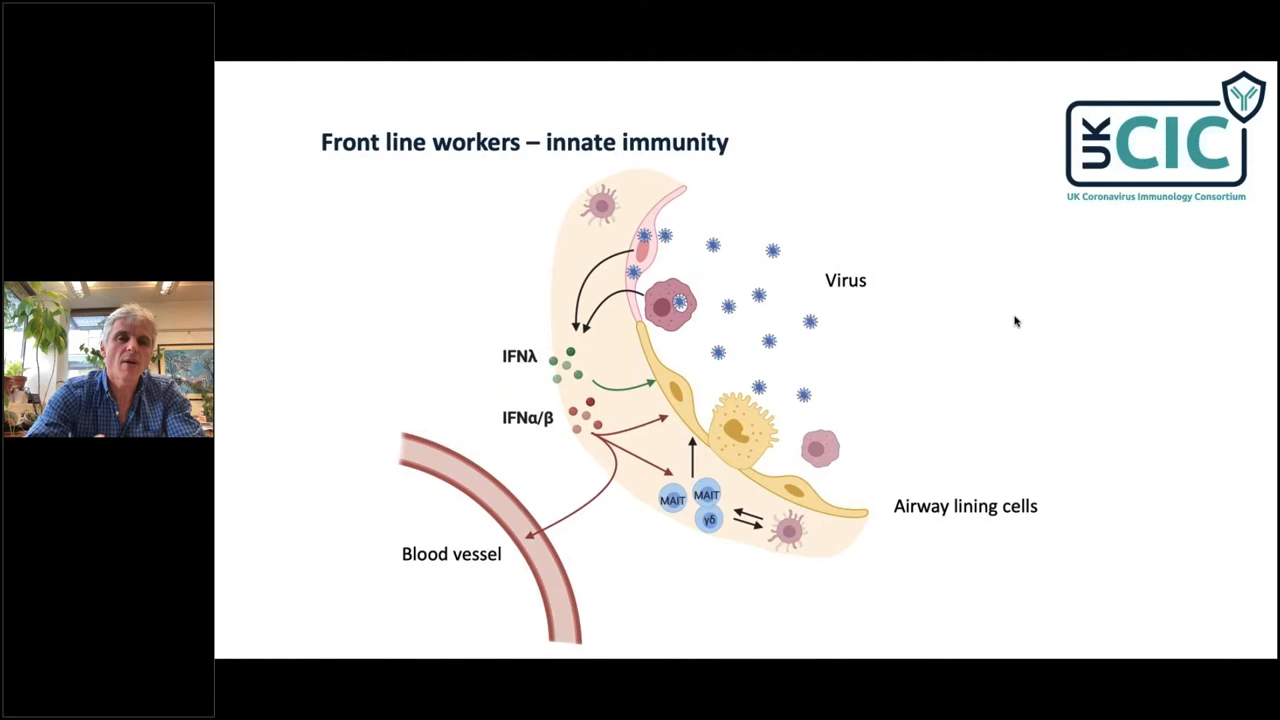 Front line workers – innate immunity
UK
CIC
UK Coronavirus Immunology Consortium
Virus
IFNλ
IFNα/β
MAIT
MAIT
γδ
Airway lining cells
Blood vessel